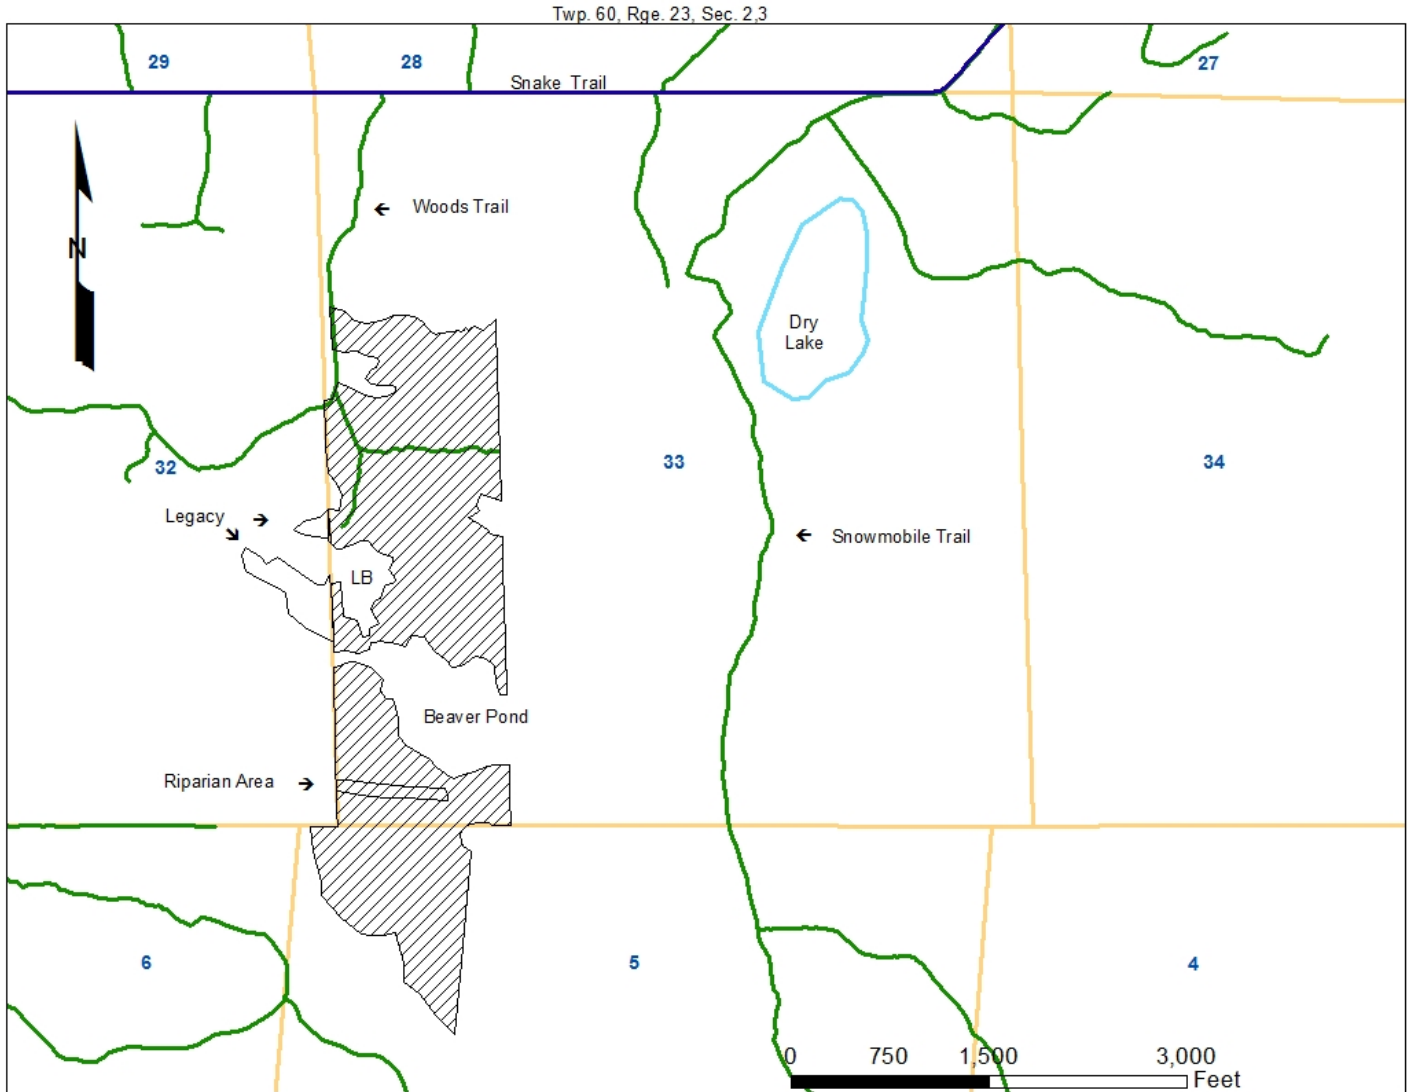 Twp. 60, Rge. 23, Sec. 2,3
29
28
27
Snake Trail
Woods Trail
N
Dry
Lake
32
33
34
Legacy
Snowmobile Trail
LB
Beaver Pond
Riparian Area
6
5
4
0 750 1,500 3,000
Feet